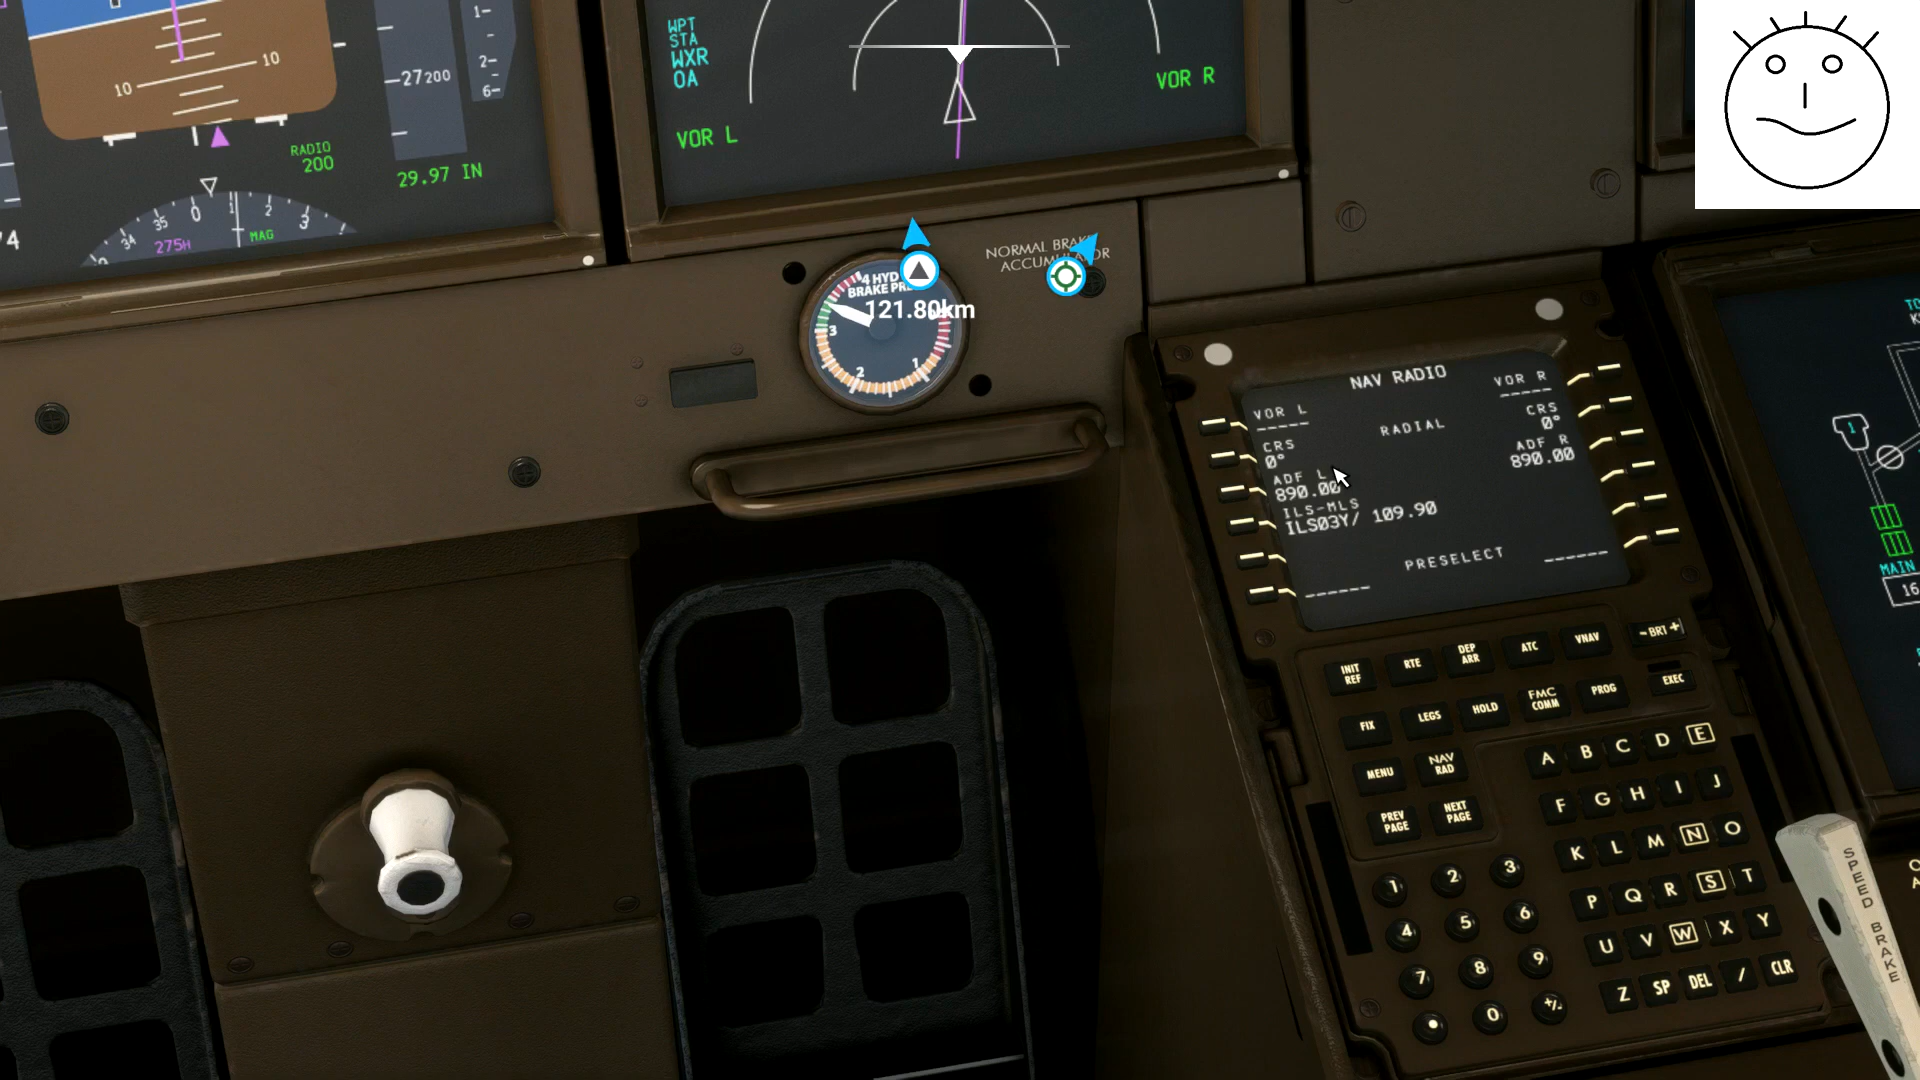 10
10
27200
1
2
6
RADIO
200
29.97 IN
34
35
0
1
2
3
275H
MAG
4
WPT
STA
WXR
OA
VOR L
VOR R
NORMAL BRAKE
ACCUMULATOR
4 HYD
BRAKE PR
121.80km
3
2
1
NAV RADIO
VOR L
VOR R
-----
-----
RADIAL
CRS
CRS
0°
0°
ADF L
ADF R
890.00
890.00
ILS-MLS
ILS03Y/ 109.90
PRESELECT
------
------
INIT REF
RTE
DEP ARR
ATC
VNAV
- BRT +
FIX
LEGS
HOLD
FMC COMM
PROG
EXEC
MENU
NAV RAD
PREV PAGE
NEXT PAGE
A B C D E
F G H I J
K L M N O
P Q R S T
U V W X Y
Z SP DEL / CLR
1 2 3
4 5 6
7 8 9
. 0 +/-
SPEED BRAKE
TO
K
1
MAIN
16